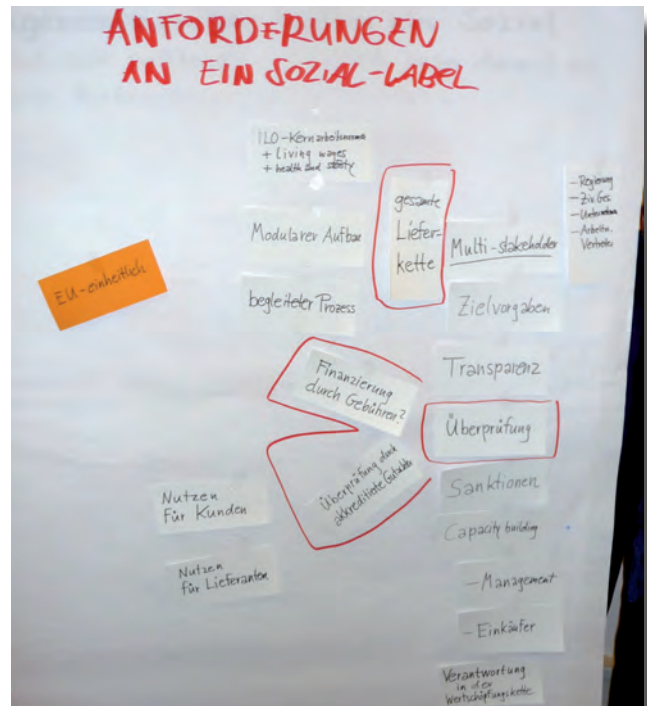 ANFORDERUNGEN
AN EIN SOZIAL-LABEL
ILO-Kernarbeitsnormen
+ Living wages
+ health and safety
Modularer Aufbau
begleiteter Prozess
gesamte
Liefer-
kette
Multi-stakeholder
- Regierung
- Ziv Ges.
- Unternehmen
- Arbeitn.
Vertreter
EU-einheitlich
Zielvorgaben
Transparenz
Finanzierung
durch Gebühren?
Überprüfung
Überprüfung durch
akkreditierte Gutachter
Sanktionen
Capacity building
- Management
- Einkäufer
Nutzen
Für Kunden
Nutzen
für Lieferanten
Verantwortung
in der
Wertschöpfungskette